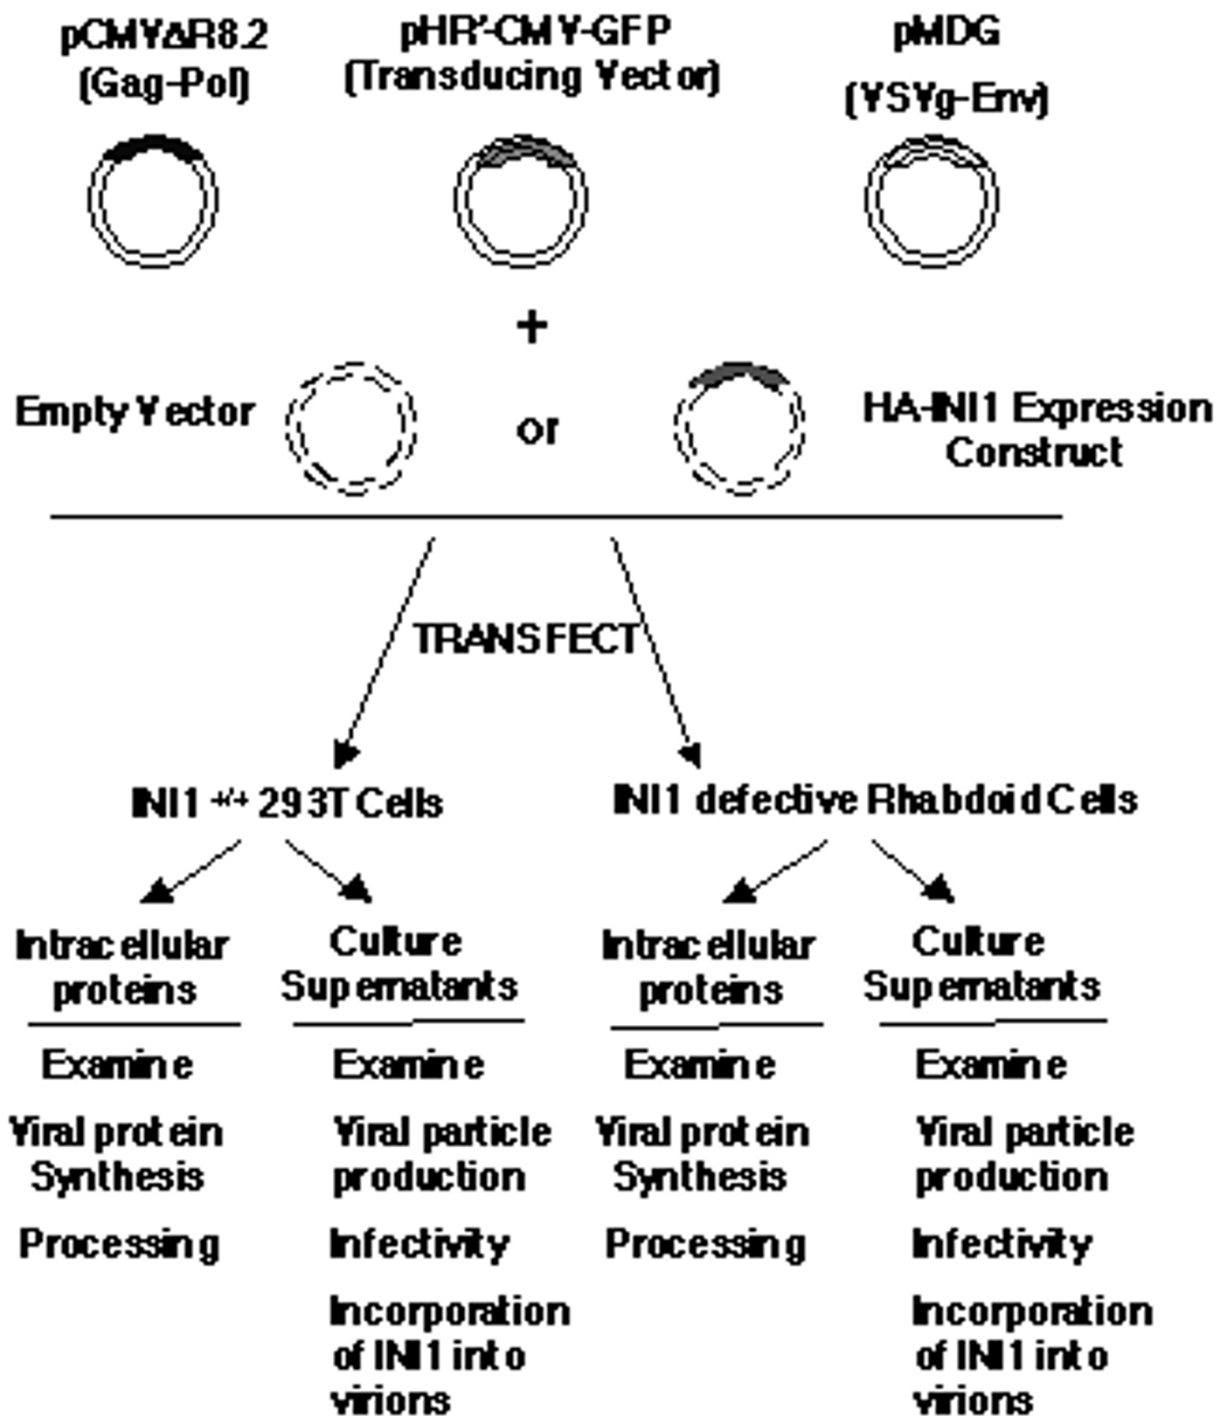 pCMVΔR8.2
(Gag-Pol)
pHR'-CMV-GFP
(Transducing Vector)
pMDG
(VSVg-Env)
+
Empty Vector
or
HA-INI1 Expression
Construct
TRANSFECT
INI1 +/+ 293T Cells
INI1 defective Rhabdoid Cells
Intracellular
proteins
Culture
Supernatants
Intracellular
proteins
Culture
Supernatants
Examine
Examine
Examine
Examine
Viral protein
Synthesis
Viral particle
production
Viral protein
Synthesis
Viral particle
production
Processing
Infectivity
Processing
Infectivity
Incorporation
of INI1 into
virions
Incorporation
of INI1 into
virions